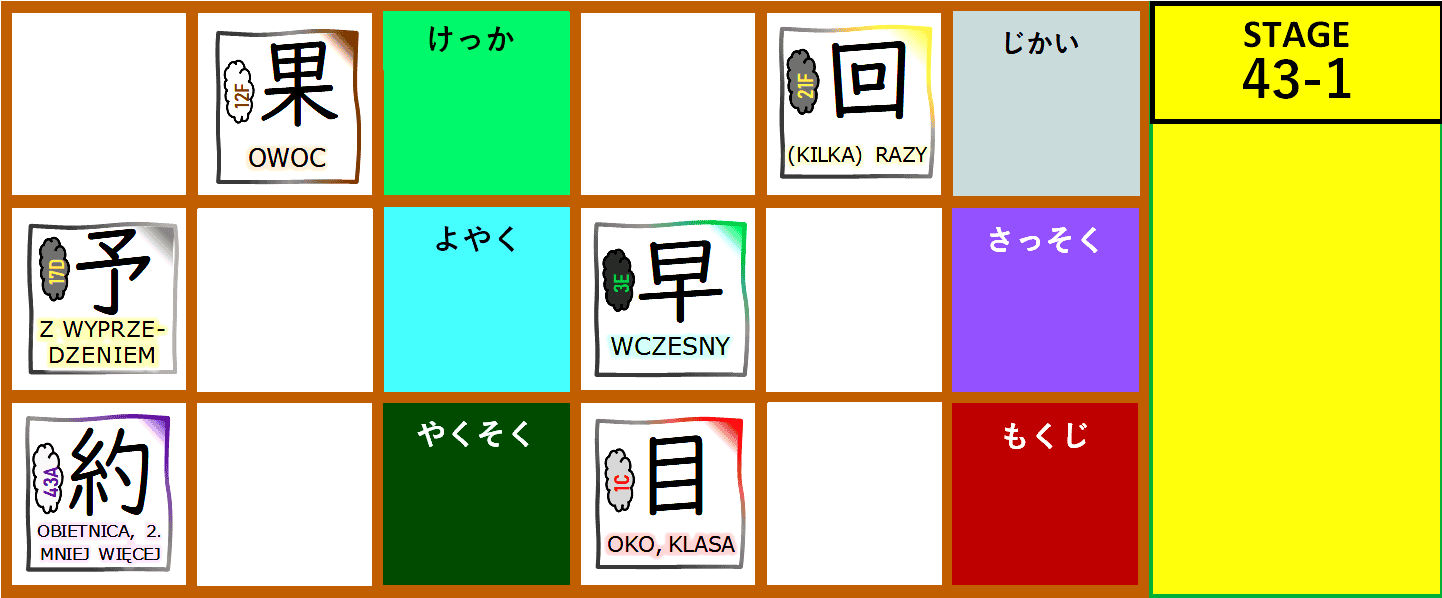 12F
果
OWOC
けっか
21F
回
(KILKA) RAZY
じかい
STAGE
43-1
17D
予
Z WYPRZE-
DZENIEM
よやく
3E
早
WCZESNY
さっそく
43A
約
OBIETNICA, 2.
MNIEJ WIĘCEJ
やくそく
1C
目
OKO, KLASA
もくじ